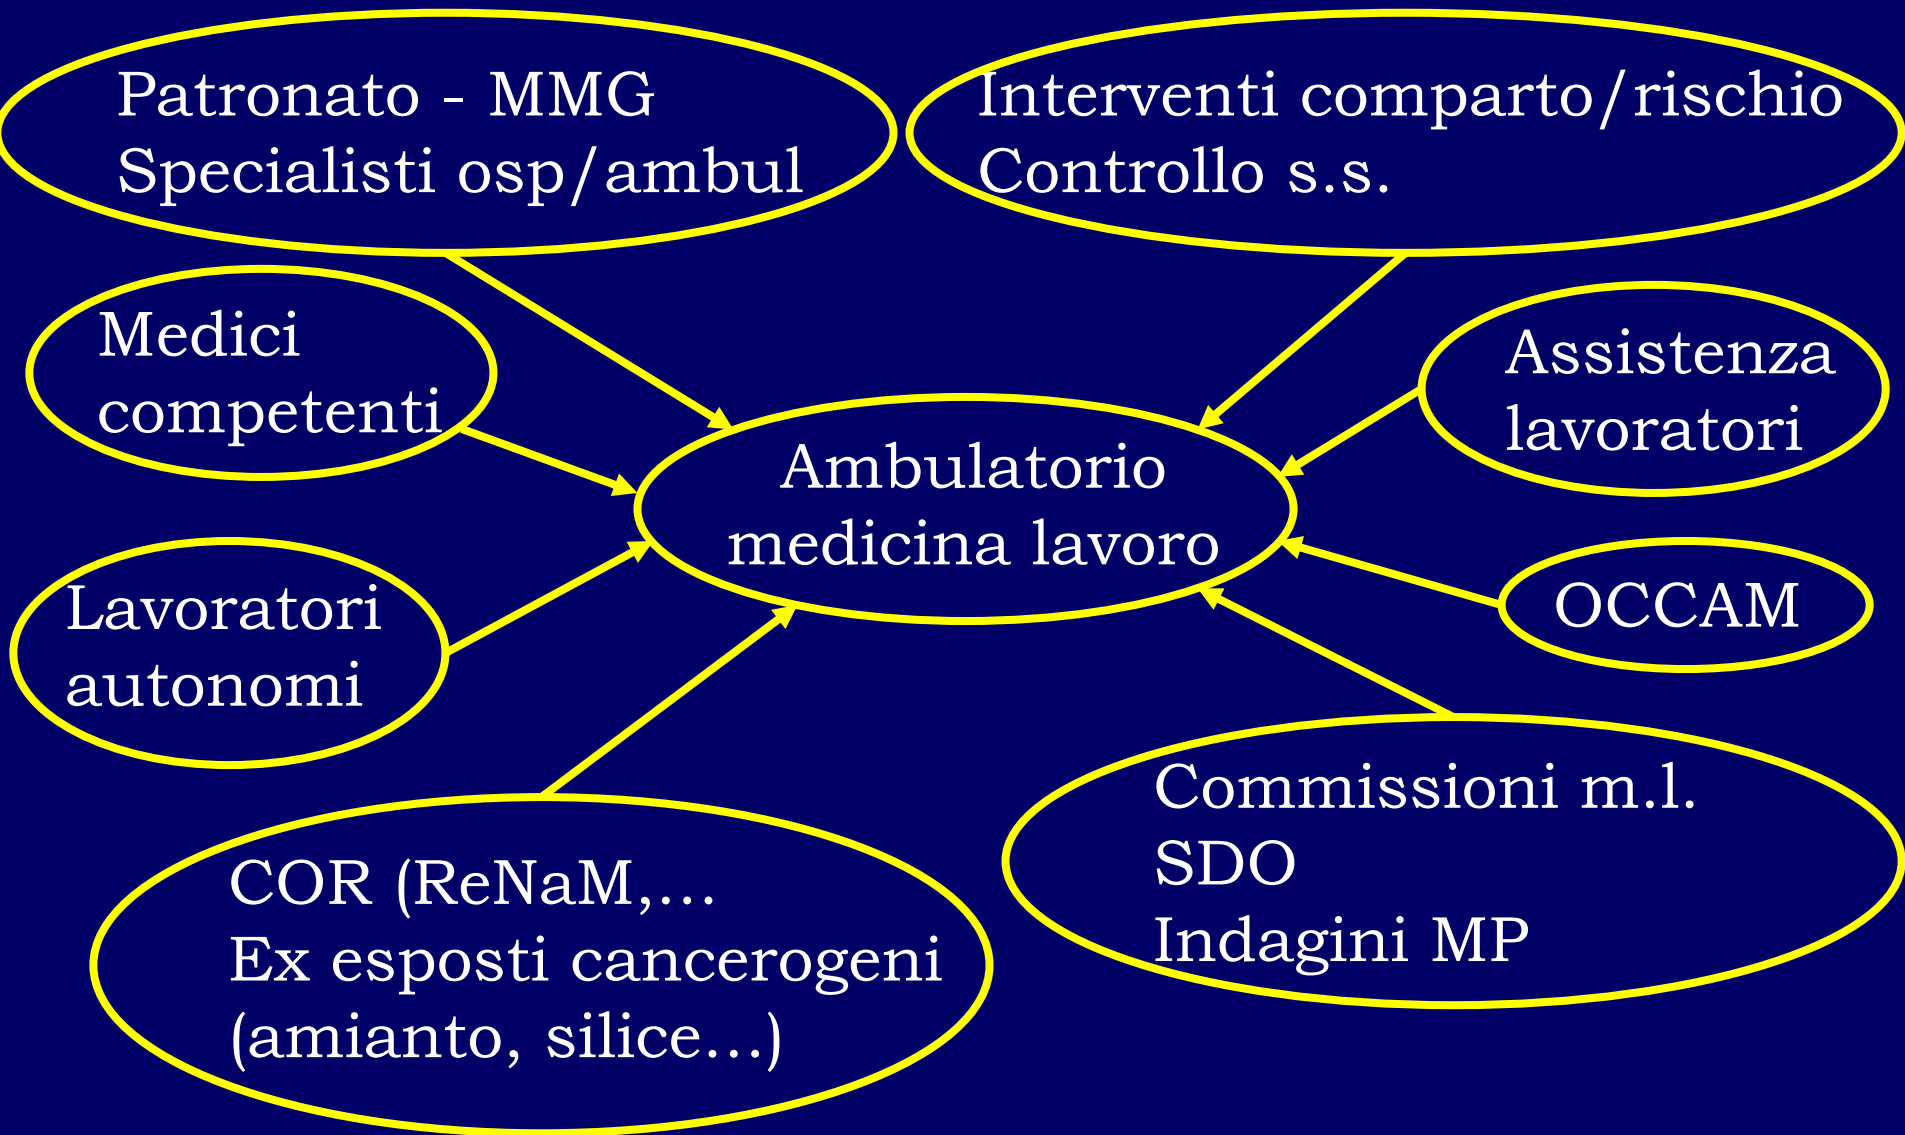 Patronato - MMG
Specialisti osp/ambul
Interventi comparto/rischio
Controllo s.s.
Medici
competenti
Assistenza
lavoratori
Ambulatorio
medicina lavoro
Lavoratori
autonomi
OCCAM
COR (ReNaM,…
Ex esposti cancerogeni
(amianto, silice…)
Commissioni m.l.
SDO
Indagini MP